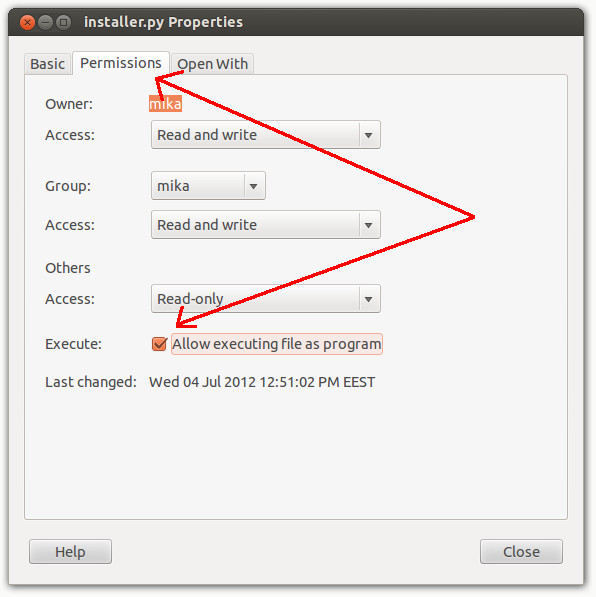 installer.py Properties
Basic Permissions Open With
Owner: mika
Access: Read and write
Group: mika
Access: Read and write
Others
Access: Read-only
Execute: Allow executing file as program
Last changed: Wed 04 Jul 2012 12:51:02 PM EEST
Help Close